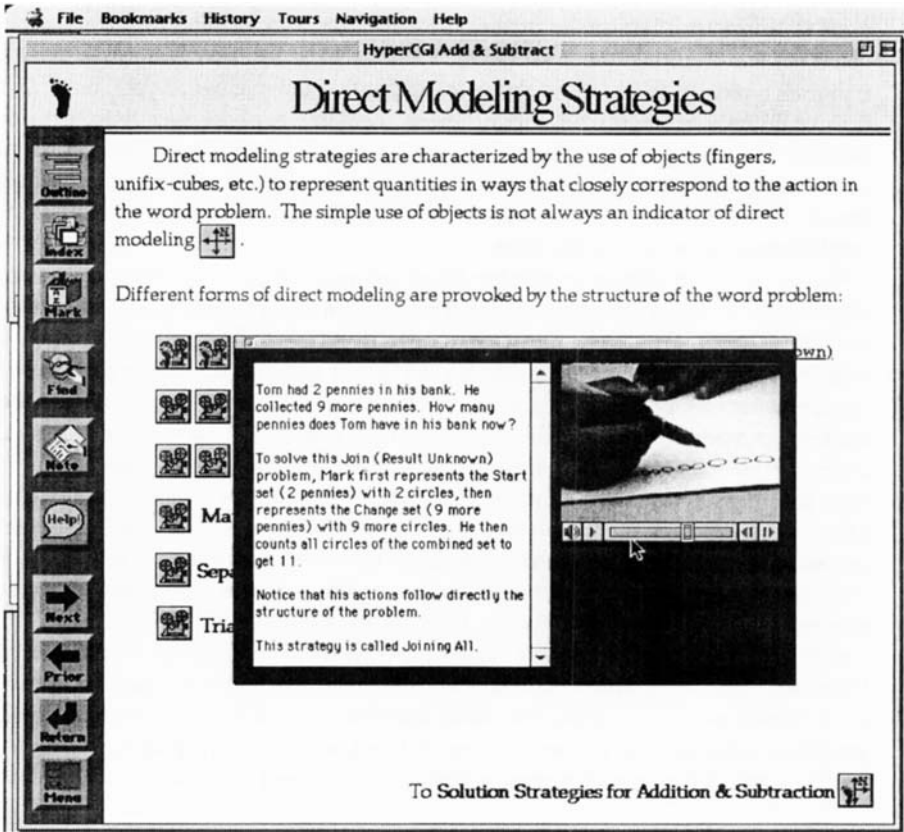 File Bookmarks History Tours Navigation Help
HyperCGI Add & Subtract
Direct Modeling Strategies
Outline
Index
Mark
Find
Note
Help!
Next
Prior
Return
Menu
Direct modeling strategies are characterized by the use of objects (fingers,
unifix-cubes, etc.) to represent quantities in ways that closely correspond to the action in
the word problem. The simple use of objects is not always an indicator of direct
modeling .
Different forms of direct modeling are provoked by the structure of the word problem:
own)
Ma
Sepa
Tria
Tom had 2 pennies in his bank. He
collected 9 more pennies. How many
pennies does Tom have in his bank now?
To solve this Join (Result Unknown)
problem, Mark first represents the Start
set (2 pennies) with 2 circles, then
represents the Change set (9 more
pennies) with 9 more circles. He then
counts all circles of the combined set to
get 11.
Notice that his actions follow directly the
structure of the problem.
This strategy is called Joining All.
To Solution Strategies for Addition & Subtraction